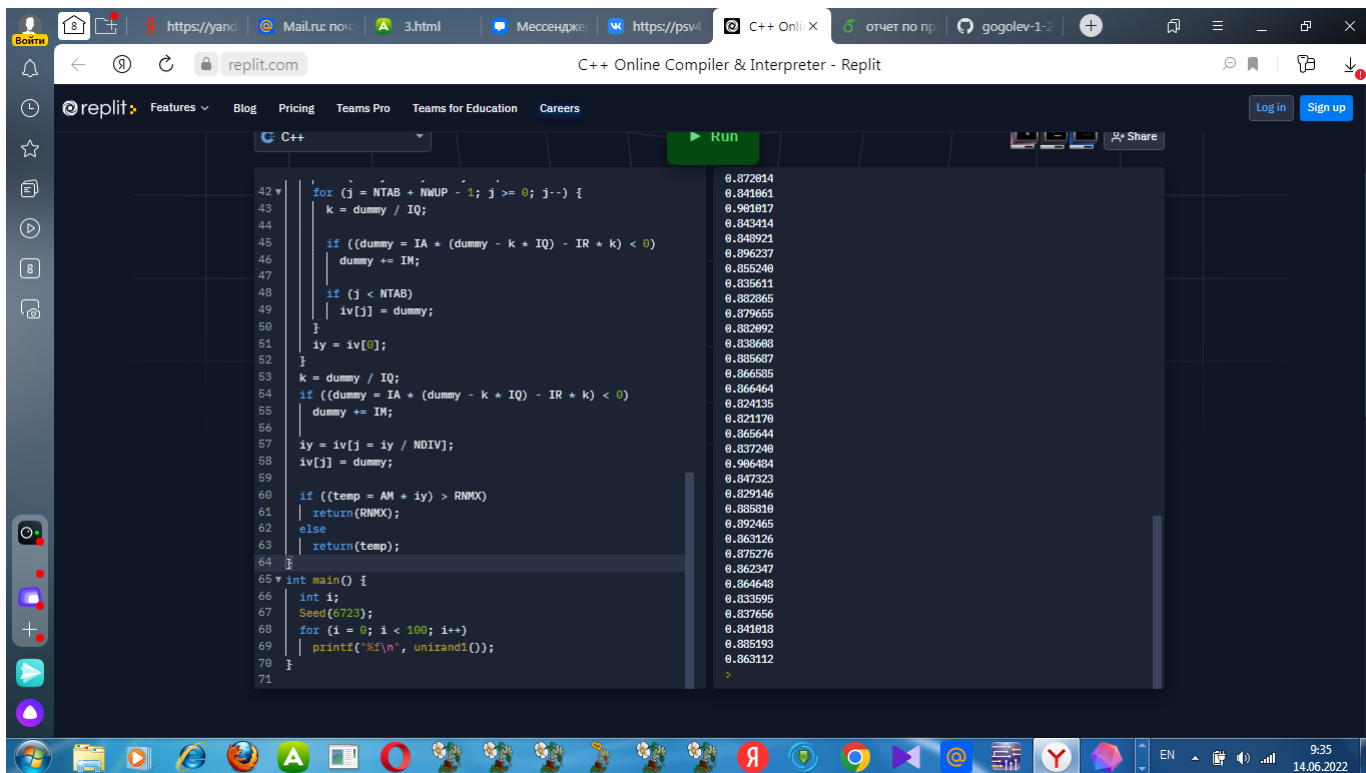 Войти
8
https://yand
Mail.ru: поч
3.html
Мессендже
https://psv4
C++ Onli
отчет по пр
gogolev-1-2
replit.com
C++ Online Compiler & Interpreter - Replit
replit
Features
Blog
Pricing
Teams Pro
Teams for Education
Careers
Log in
Sign up
C++
Run
Share
42 for (j = NTAB + NWUP - 1; j >= 0; j--) {
43 k = dummy / IQ;
44
45 if ((dummy = IA * (dummy - k * IQ) - IR * k) < 0)
46 dummy += IM;
47
48 if (j < NTAB)
49 iv[j] = dummy;
50 }
51 iy = iv[0];
52 }
53 k = dummy / IQ;
54 if ((dummy = IA * (dummy - k * IQ) - IR * k) < 0)
55 dummy += IM;
56
57 iy = iv[j = iy / NDIV];
58 iv[j] = dummy;
59
60 if ((temp = AM * iy) > RNMX)
61 return(RNMX);
62 else
63 return(temp);
64 }
65 int main() {
66 int i;
67 Seed(6723);
68 for (i = 0; i < 100; i++)
69 printf("%f\n", unirand1());
70 }
71
0.872014
0.841061
0.901017
0.843414
0.848921
0.896237
0.855240
0.835611
0.882865
0.879655
0.882092
0.838608
0.885687
0.866585
0.866464
0.824135
0.821170
0.865644
0.837240
0.906484
0.847323
0.829146
0.885810
0.892465
0.863126
0.875276
0.862347
0.864648
0.833595
0.837656
0.841018
0.885193
0.863112
>
8
EN
9:35
14.06.2022